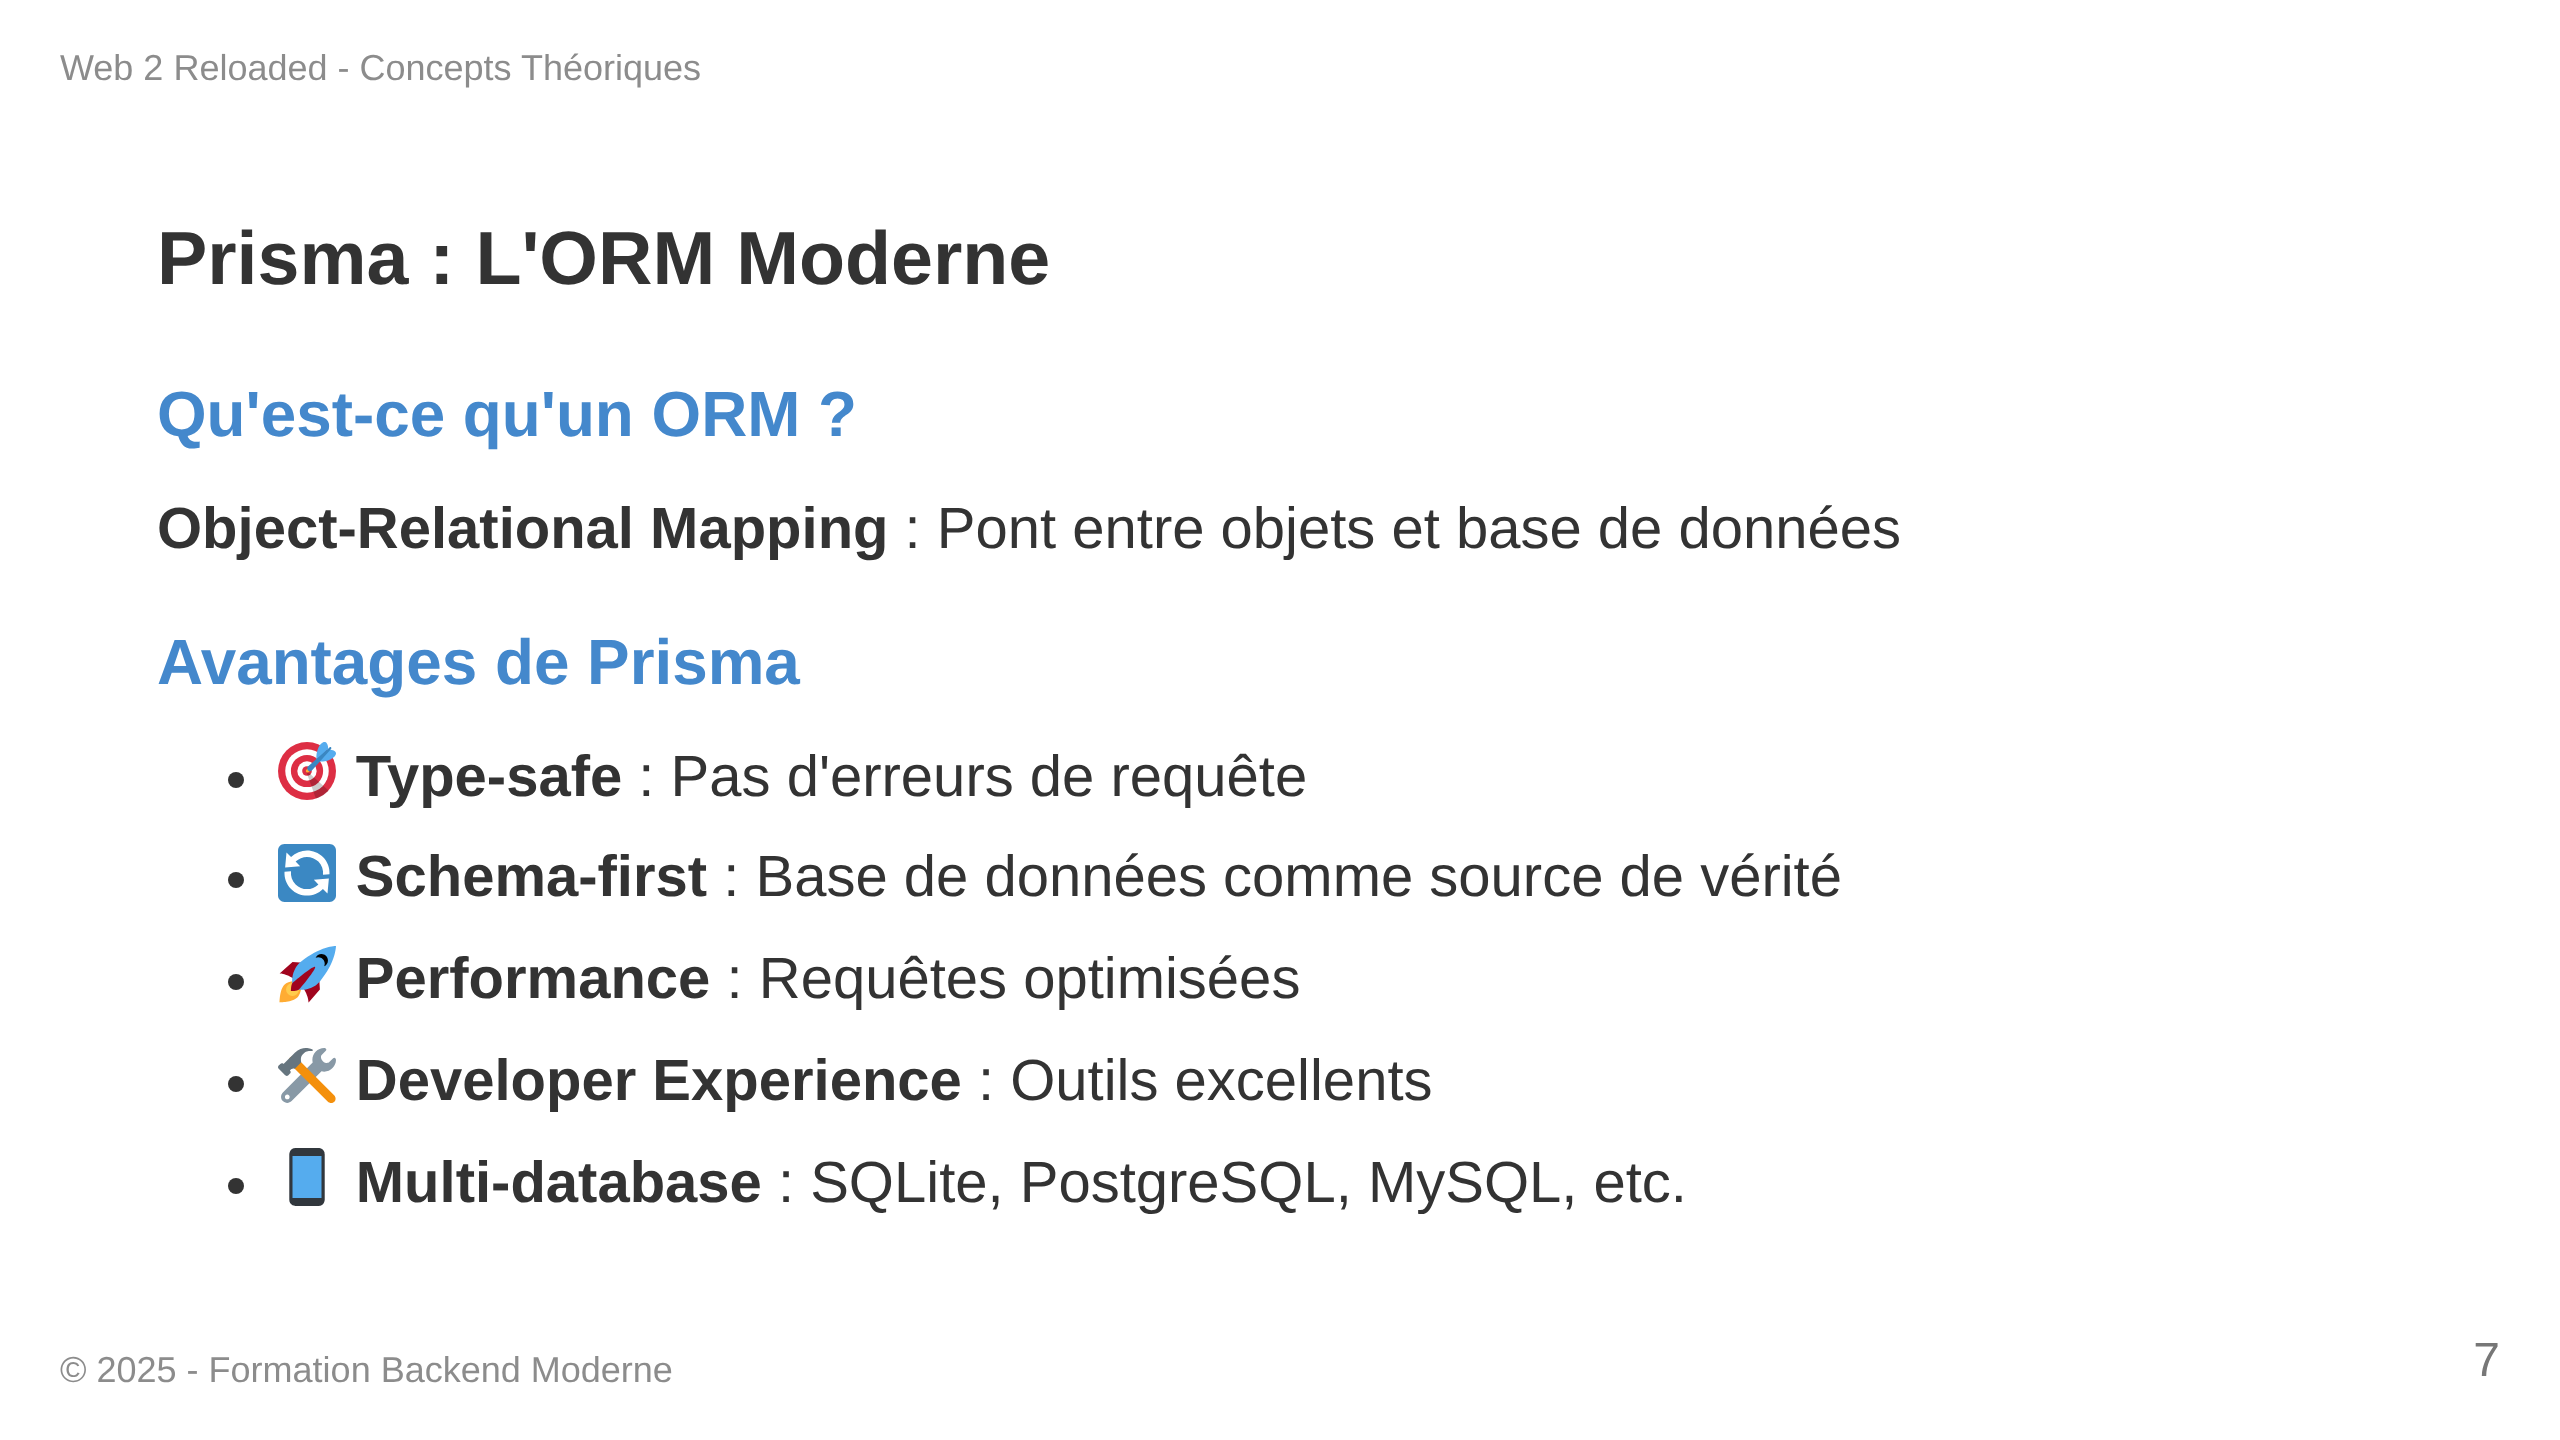 Web 2 Reloaded - Concepts Théoriques
Prisma : L'ORM Moderne
Qu'est-ce qu'un ORM ?
Object-Relational Mapping : Pont entre objets et base de données
Avantages de Prisma
• 🎯 Type-safe : Pas d'erreurs de requête
• 🔄 Schema-first : Base de données comme source de vérité
• 🚀 Performance : Requêtes optimisées
• 🛠️ Developer Experience : Outils excellents
• 📱 Multi-database : SQLite, PostgreSQL, MySQL, etc.
© 2025 - Formation Backend Moderne
7